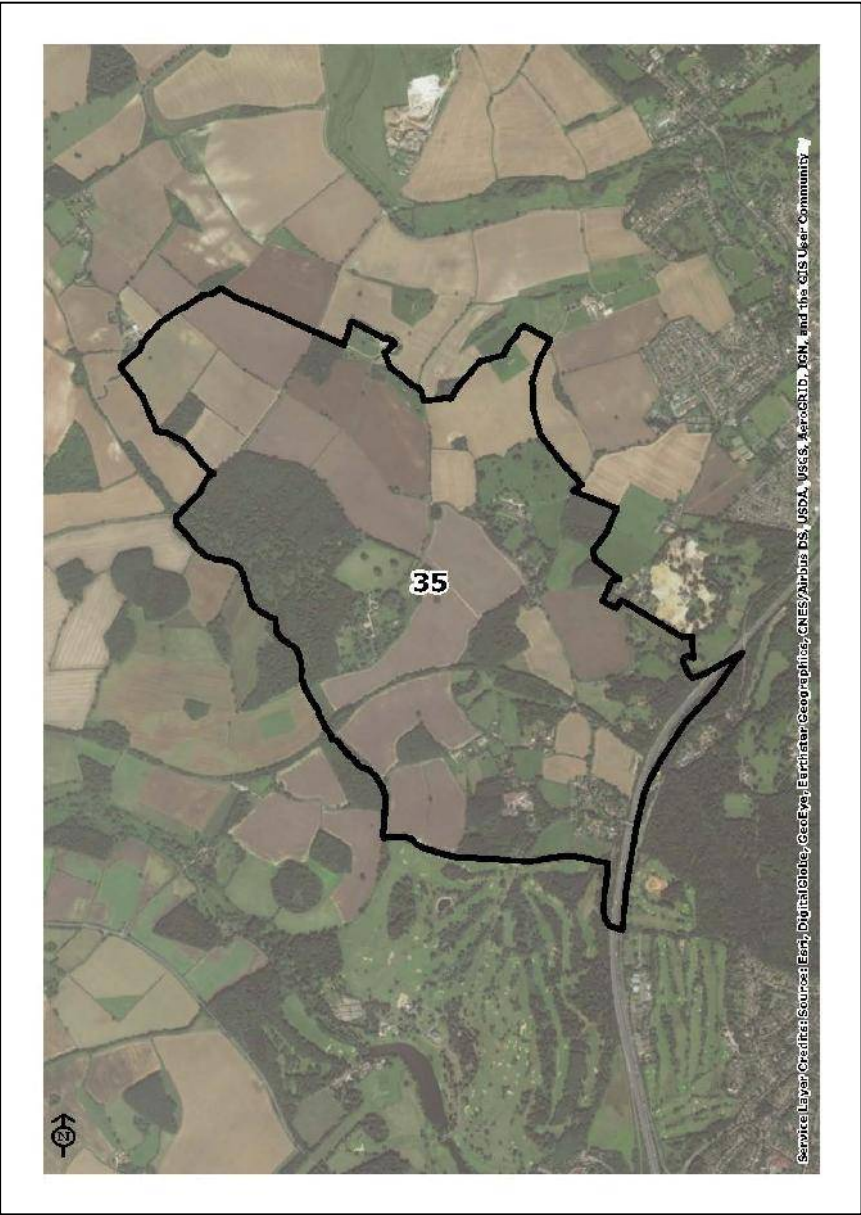 35
N
Service Layer Credits: Source: Esri, DigitalGlobe, GeoEye, Earthstar Geographics, CNES/Airbus DS, USDA, USGS, AeroGRID, IGN, and the GIS User Community